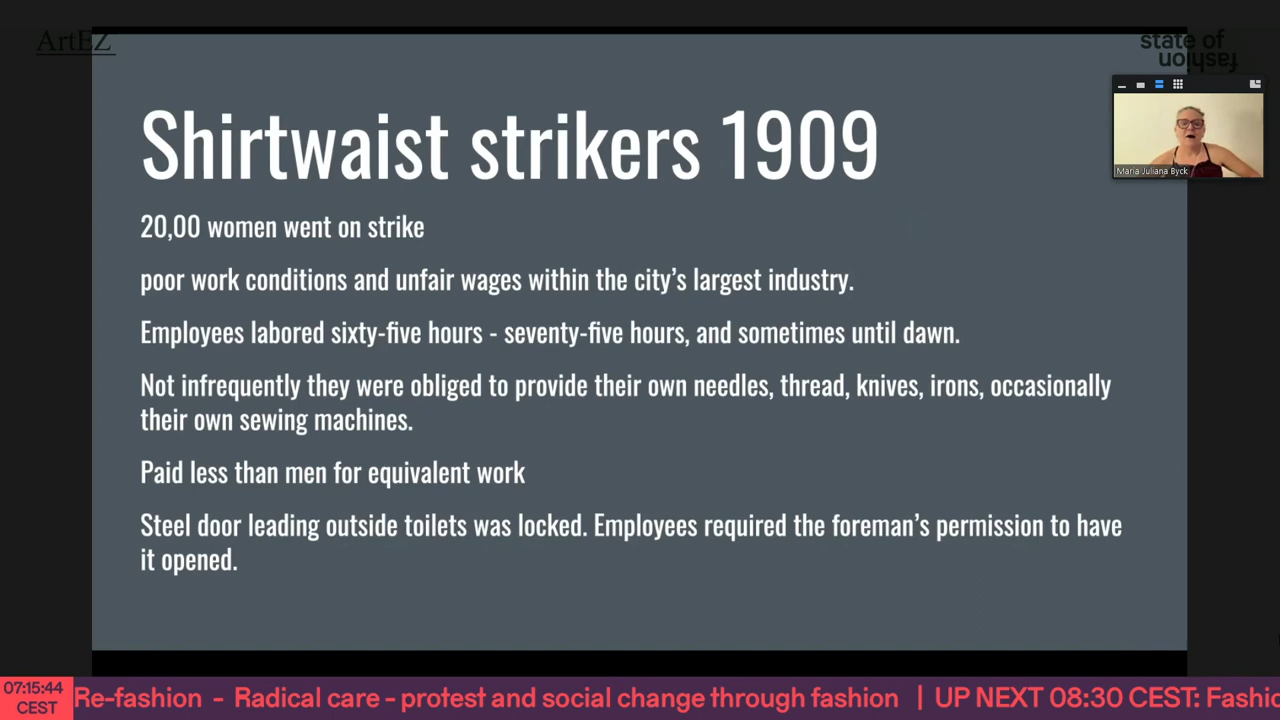 ArtEZ
state of
fashion
Maria Juliana Byck
Shirtwaist strikers 1909
20,00 women went on strike
poor work conditions and unfair wages within the city’s largest industry.
Employees labored sixty-five hours - seventy-five hours, and sometimes until dawn.
Not infrequently they were obliged to provide their own needles, thread, knives, irons, occasionally
their own sewing machines.
Paid less than men for equivalent work
Steel door leading outside toilets was locked. Employees required the foreman’s permission to have
it opened.
07:15:44
CEST
Re-fashion - Radical care - protest and social change through fashion | UP NEXT 08:30 CEST: Fashio